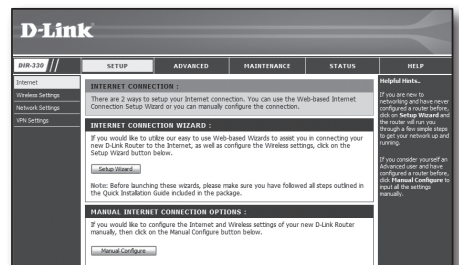 D-Link
DIR-330
SETUP
ADVANCED
MAINTENANCE
STATUS
HELP
Internet
Wireless Settings
Network Settings
VPN Settings
INTERNET CONNECTION :
There are 2 ways to setup your Internet connection. You can use the Web-based Internet
Connection Setup Wizard or you can manually configure the connection.
INTERNET CONNECTION WIZARD :
If you would like to utilize our easy to use Web-based Wizards to assist you in connecting your
new D-Link Router to the Internet, as well as configure the Wireless settings, click on the
Setup Wizard button below.
Setup Wizard
Note: Before launching these wizards, please make sure you have followed all steps outlined in
the Quick Installation Guide included in the package.
MANUAL INTERNET CONNECTION OPTIONS :
If you would like to configure the Internet and Wireless settings of your new D-Link Router
manually, then click on the Manual Configure button below.
Manual Configure
Helpful Hints..
If you are new to
networking and have never
configured a router before,
click on Setup Wizard and
the router will run you
through a few simple steps
to get your network up and
running.
If you consider yourself an
Advanced user and have
configured a router before,
click Manual Configure to
input all the settings
manually.